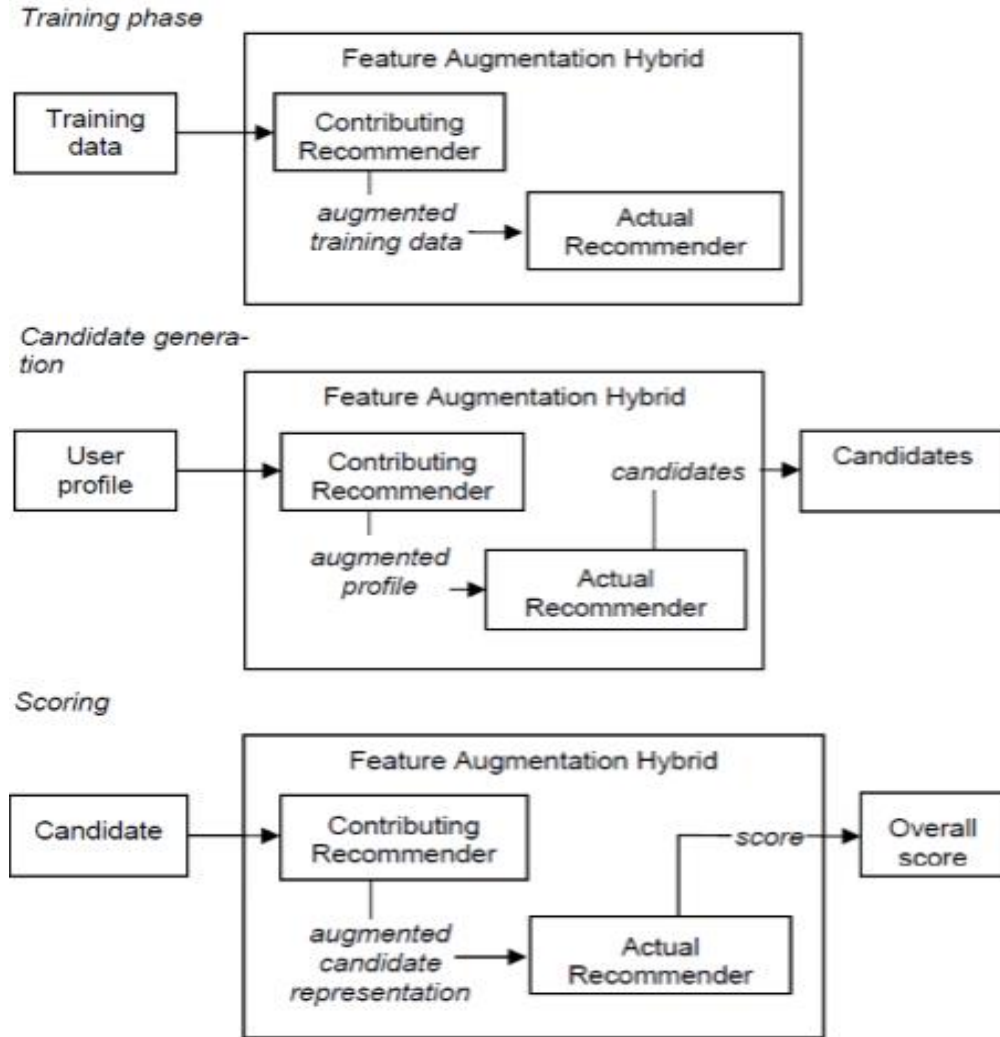 Training phase
Feature Augmentation Hybrid
Training
data
Contributing
Recommender
augmented
training data
Actual
Recommender
Candidate genera-
tion
Feature Augmentation Hybrid
User
profile
Contributing
Recommender
candidates
Candidates
augmented
profile
Actual
Recommender
Scoring
Feature Augmentation Hybrid
Candidate
Contributing
Recommender
score
Overall
score
augmented
candidate
representation
Actual
Recommender